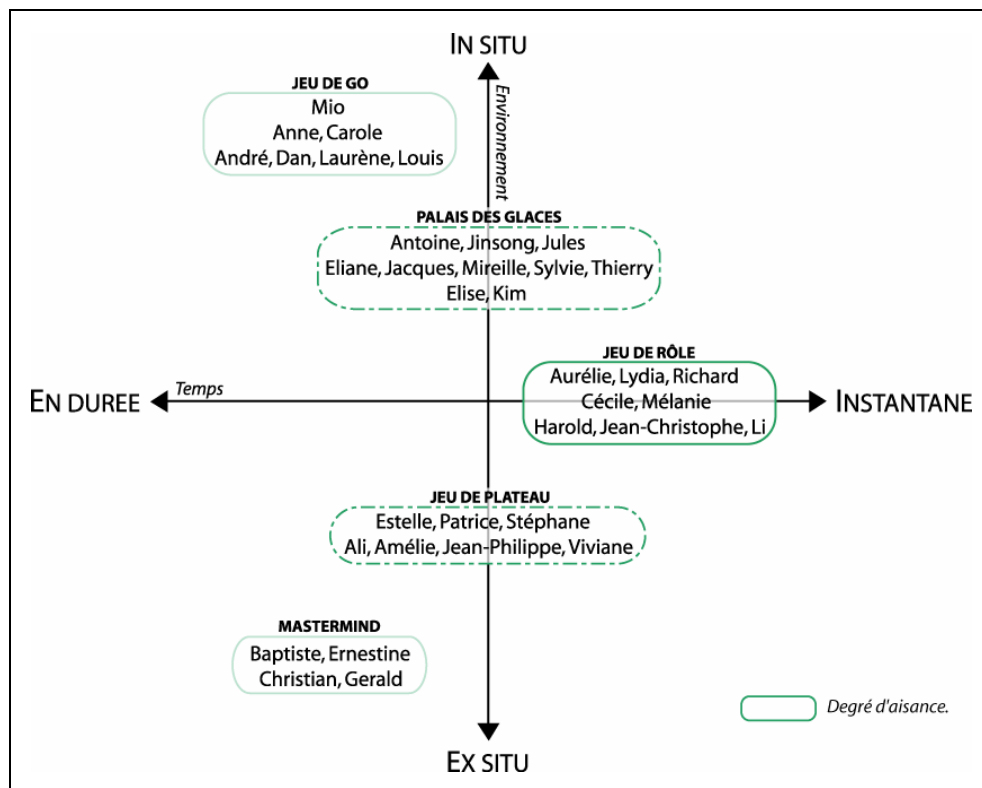 IN SITU
JEU DE GO
Mio
Anne, Carole
André, Dan, Laurène, Louis
Environnement
PALAIS DES GLACES
Antoine, Jinsong, Jules
Eliane, Jacques, Mireille, Sylvie, Thierry
Elise, Kim
JEU DE RÔLE
Aurélie, Lydia, Richard
Cécile, Mélanie
Harold, Jean-Christophe, Li
EN DUREE
Temps
INSTANTANE
JEU DE PLATEAU
Estelle, Patrice, Stéphane
Ali, Amélie, Jean-Philippe, Viviane
MASTERMIND
Baptiste, Ernestine
Christian, Gerald
Degré d'aisance.
EX SITU